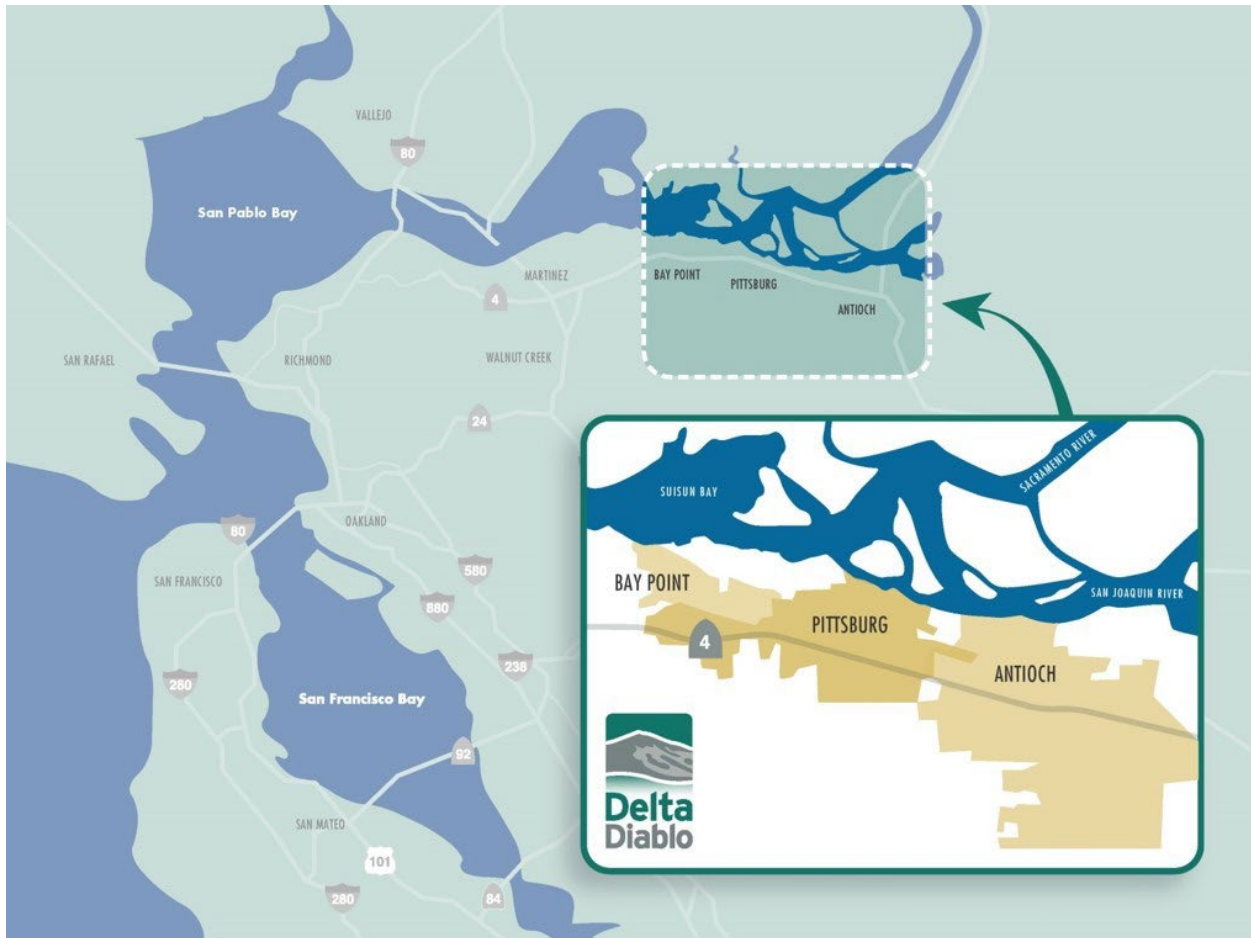 VALLEJO
80
San Pablo Bay
MARTINEZ
4
BAY POINT
PITTSBURG
ANTIOCH
SAN RAFAEL
RICHMOND
WALNUT CREEK
24
80
OAKLAND
SAN FRANCISCO
580
880
238
280
San Francisco Bay
92
SAN MATEO
101
280
84
SACRAMENTO RIVER
SUISUN BAY
SAN JOAQUIN RIVER
BAY POINT
PITTSBURG
4
ANTIOCH
Delta
Diablo